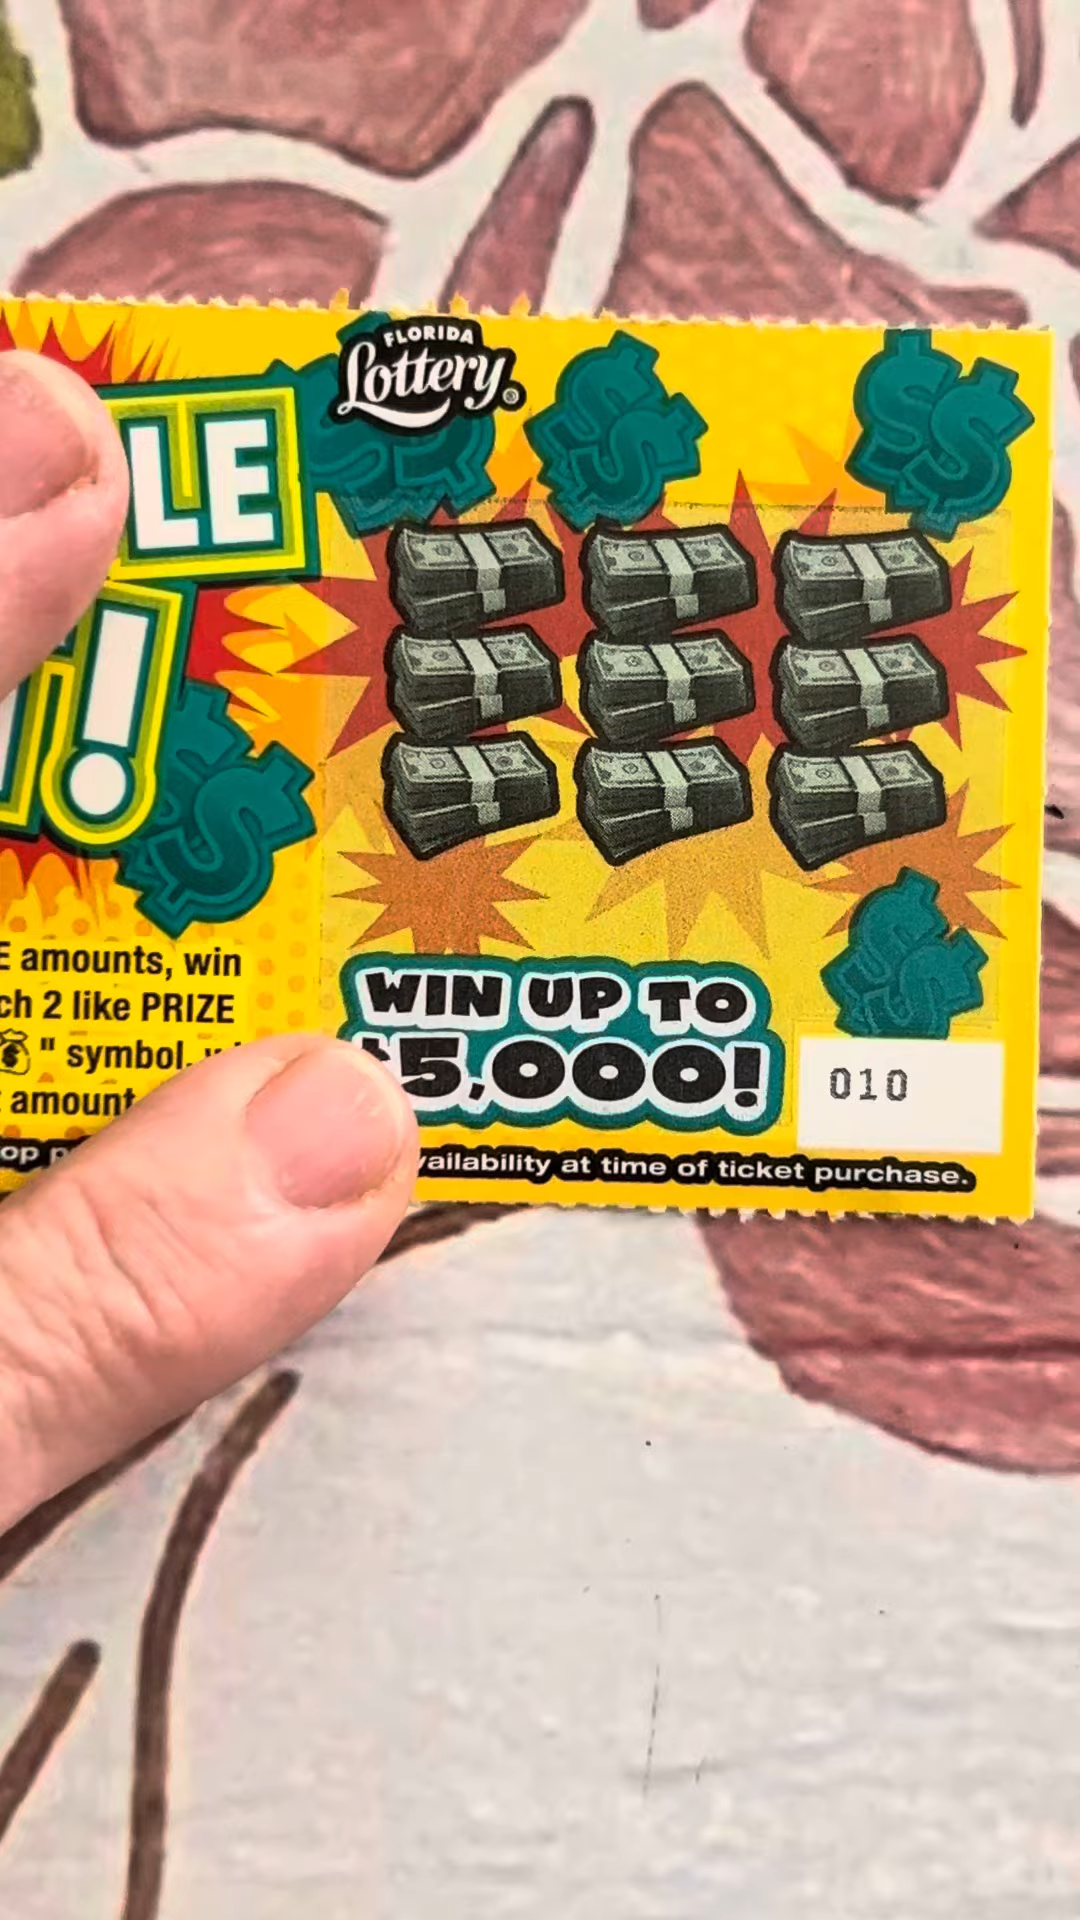 FLORIDA
Lottery®
LE
!
E amounts, win
ch 2 like PRIZE
" symbol,
amount
WIN UP TO
$5,000!
010
op p
vailability at time of ticket purchase.